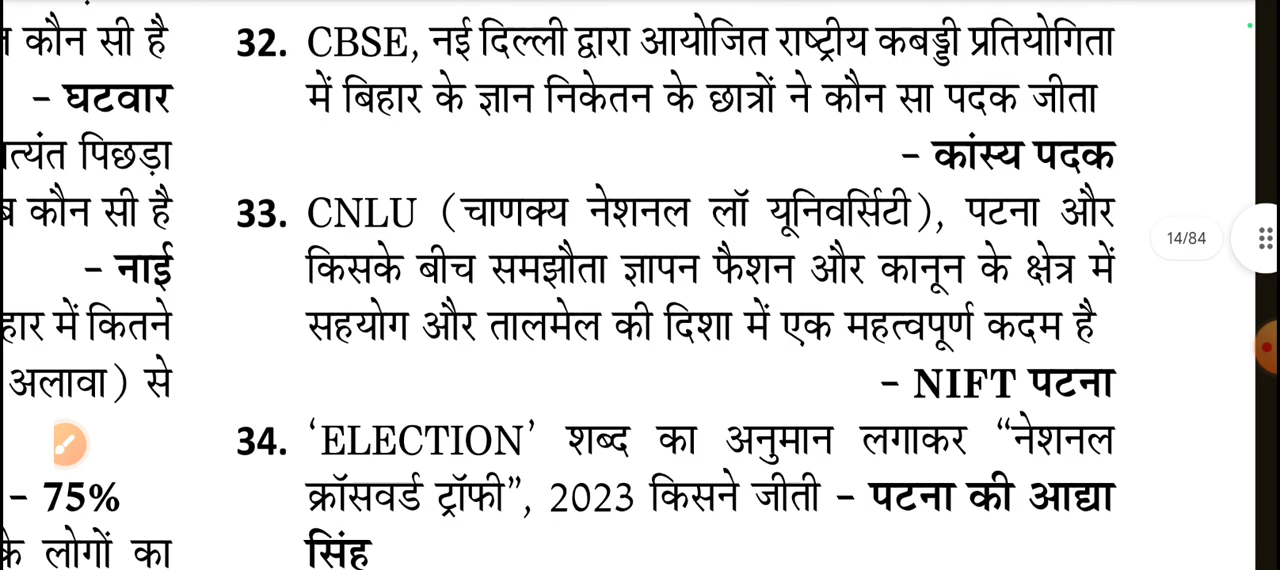 कौन सी है
– घटवार
पिछड़ा
कौन सी है
– नाई
में कितने
अलावा) से
– 75%
के लोगों का
32. CBSE, नई दिल्ली द्वारा आयोजित राष्ट्रीय कबड्डी प्रतियोगिता
में बिहार के ज्ञान निकेतन के छात्रों ने कौन सा पदक जीता
– कांस्य पदक
33. CNLU (चाणक्य नेशनल लॉ यूनिवर्सिटी), पटना और
किसके बीच समझौता ज्ञापन फैशन और कानून के क्षेत्र में
सहयोग और तालमेल की दिशा में एक महत्वपूर्ण कदम है
– NIFT पटना
34. ‘ELECTION’ शब्द का अनुमान लगाकर “नेशनल
क्रॉसवर्ड ट्रॉफी”, 2023 किसने जीती – पटना की आद्या
सिंह
14/84